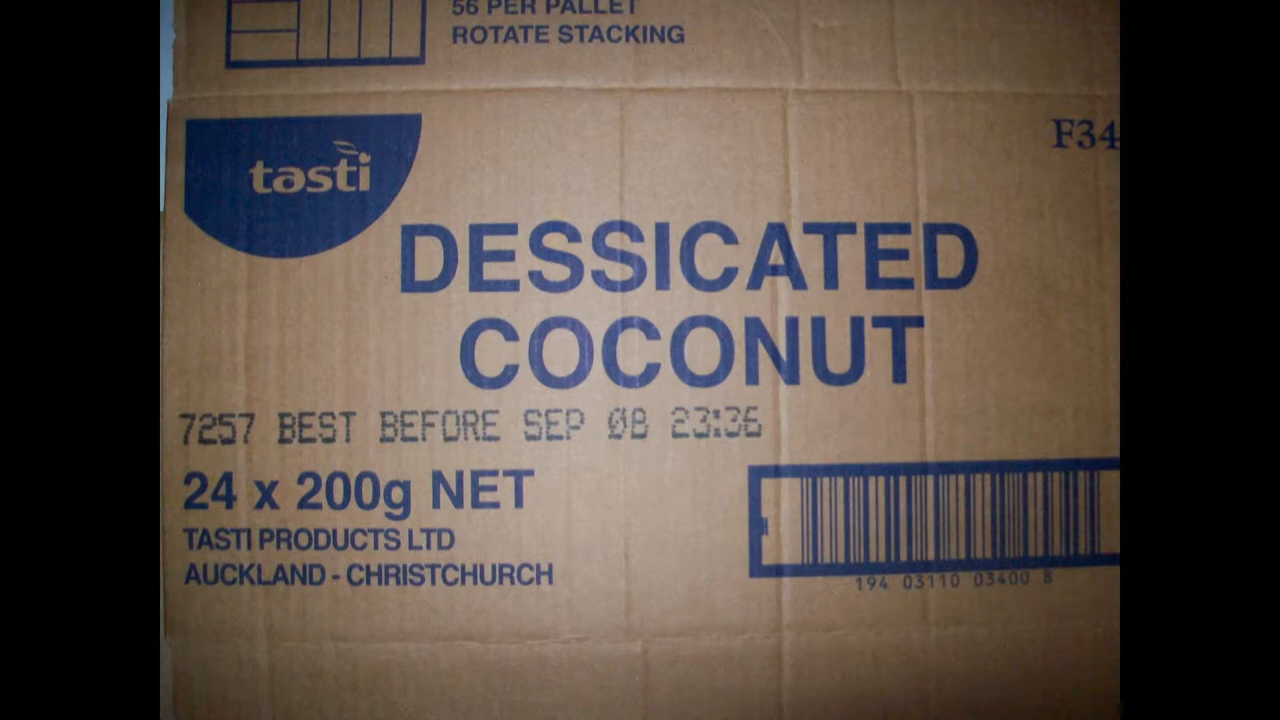 56 PER PALLET
ROTATE STACKING
tasti
F34
DESSICATED
COCONUT
7257 BEST BEFORE SEP 08 23:36
24 x 200g NET
TASTI PRODUCTS LTD
AUCKLAND - CHRISTCHURCH
194 03110 03400 8